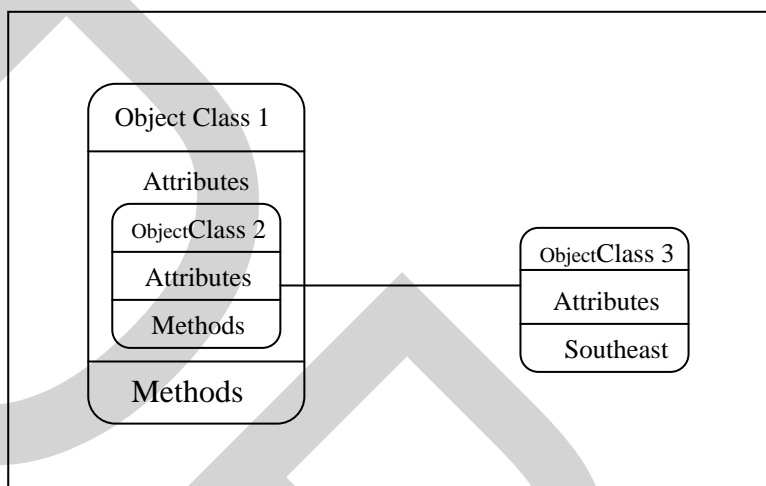 Object Class 1
Attributes
ObjectClass 2
Attributes
Methods
Methods
ObjectClass 3
Attributes
Southeast